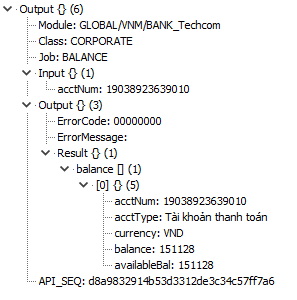 Output {} (6)
Module: GLOBAL/VNM/BANK_Techcom
Class: CORPORATE
Job: BALANCE
Input {} (1)
acctNum: 19038923639010
Output {} (3)
ErrorCode: 00000000
ErrorMessage:
Result {} (1)
balance [] (1)
[0] {} (5)
acctNum: 19038923639010
acctType: Tài khoản thanh toán
currency: VND
balance: 151128
availableBal: 151128
API_SEQ: d8a9832914b53d3312de3c34c57ff7a6